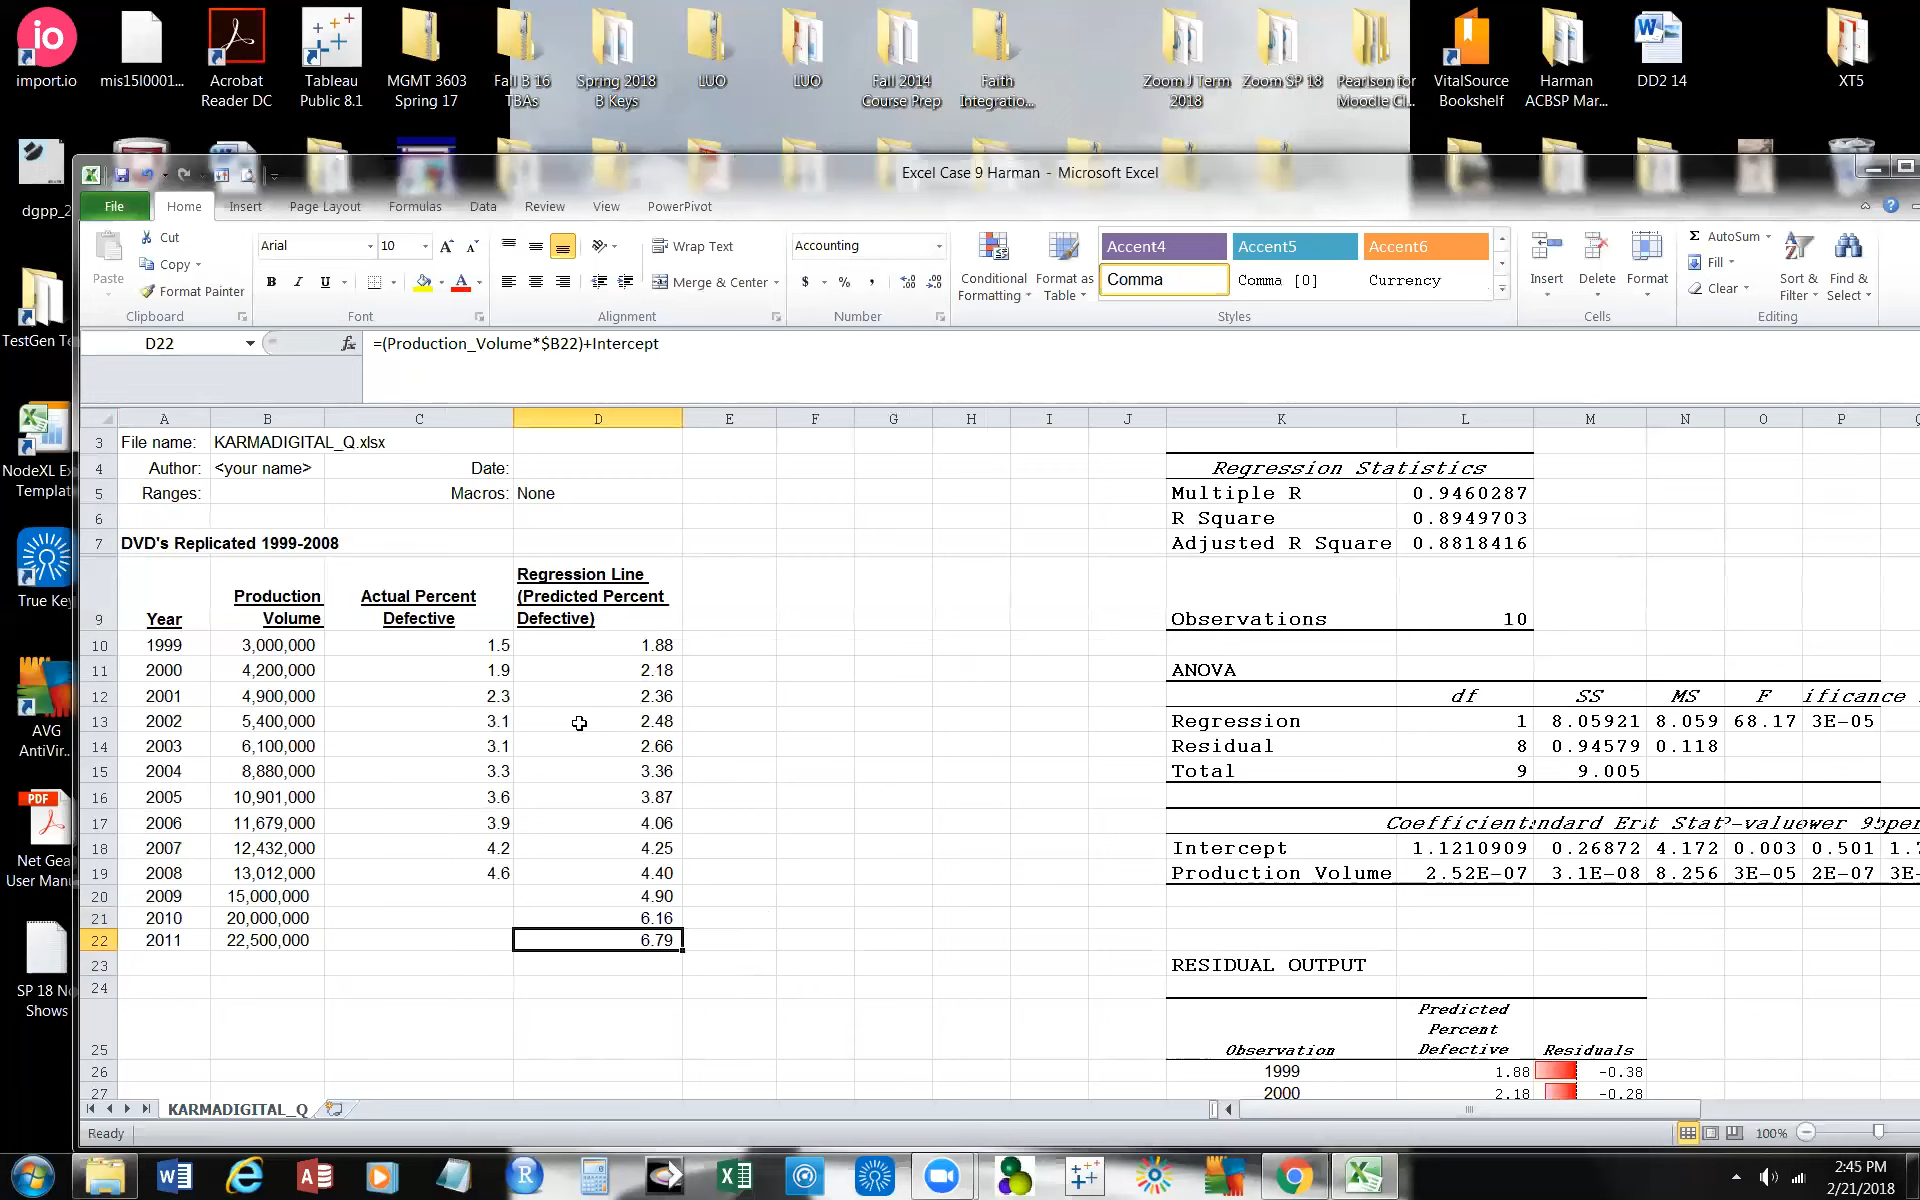 import.io
mis15l0001...
Acrobat Reader DC
Tableau Public 8.1
MGMT 3603 Spring 17
Fall B 16 TBAs
Spring 2018 B Keys
LUO
LUO
Fall 2014 Course Prep
Faith Integratio...
Zoom J Term 2018
Zoom SP 18
Pearlson for Moodle Cl...
VitalSource Bookshelf
Harman ACBSP Mar...
DD2 14
XT5
dgpp_2
TestGen Te
NodeXL Ex Templat
True Key
AVG AntiVir...
Net Gea User Manu
SP 18 No Shows
Excel Case 9 Harman - Microsoft Excel
File Home Insert Page Layout Formulas Data Review View PowerPivot
Paste
Cut
Copy
Format Painter
Clipboard
Arial 10
B I U
Font
Wrap Text
Merge & Center
Alignment
Accounting
$ % ,
Number
Conditional Formatting
Format as Table
Accent4 Accent5 Accent6
Comma Comma [0] Currency
Styles
Insert Delete Format
Cells
Σ AutoSum
Fill
Clear
Sort & Filter
Find & Select
Editing
D22 fx =(Production_Volume*$B22)+Intercept
A B C D E F G H I J K L M N O P
3 File name: KARMADIGITAL_Q.xlsx
4 Author: <your name> Date: Regression Statistics
5 Ranges: Macros: None Multiple R 0.9460287
6 R Square 0.8949703
7 DVD's Replicated 1999-2008 Adjusted R Square 0.8818416
9 Year Production Volume Actual Percent Defective Regression Line (Predicted Percent Defective) Observations 10
10 1999 3,000,000 1.5 1.88
11 2000 4,200,000 1.9 2.18 ANOVA
12 2001 4,900,000 2.3 2.36 df SS MS F ificance
13 2002 5,400,000 3.1 2.48 Regression 1 8.05921 8.059 68.17 3E-05
14 2003 6,100,000 3.1 2.66 Residual 8 0.94579 0.118
15 2004 8,880,000 3.3 3.36 Total 9 9.005
16 2005 10,901,000 3.6 3.87
17 2006 11,679,000 3.9 4.06 Coefficient ndard Er t Stat P-value
18 2007 12,432,000 4.2 4.25 Intercept 1.1210909 0.26872 4.172 0.003 0.501 1.7
19 2008 13,012,000 4.6 4.40 Production Volume 2.52E-07 3.1E-08 8.256 3E-05 2E-07 3E-
20 2009 15,000,000 4.90
21 2010 20,000,000 6.16
22 2011 22,500,000 6.79
23 RESIDUAL OUTPUT
24
25 Observation Predicted Percent Defective Residuals
26 1999 1.88 -0.38
27 2000 2.18 -0.28
KARMADIGITAL_Q
Ready 100%
2:45 PM
2/21/2018